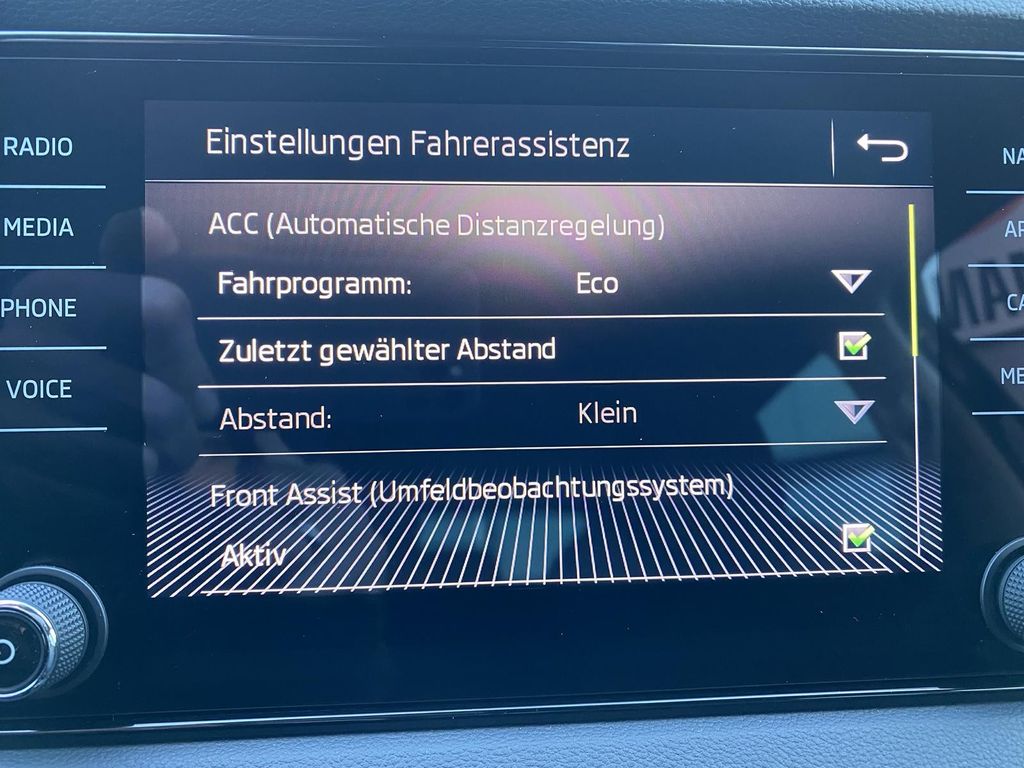 RADIO
MEDIA
PHONE
VOICE
Einstellungen Fahrerassistenz
ACC (Automatische Distanzregelung)
Fahrprogramm: Eco
Zuletzt gewählter Abstand
Abstand: Klein
Front Assist (Umfeldbeobachtungssystem)
Aktiv